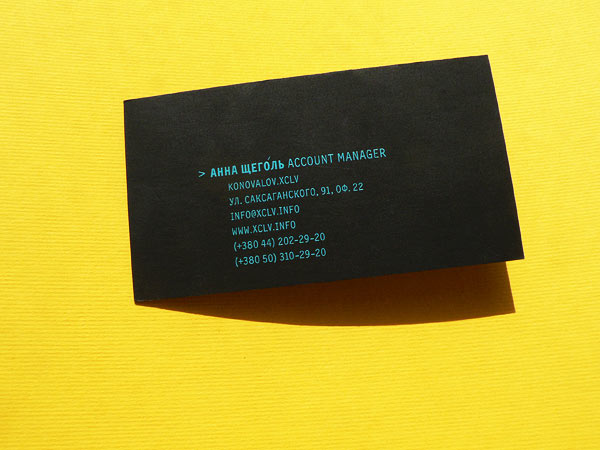 > АННА ЩЕГО́ЛЬ ACCOUNT MANAGER
KONOVALOV.XCLV
УЛ. САКСАГАНСКОГО, 91, ОФ. 22
INFO@XCLV.INFO
WWW.XCLV.INFO
(+380 44) 202-29-20
(+380 50) 310-29-20